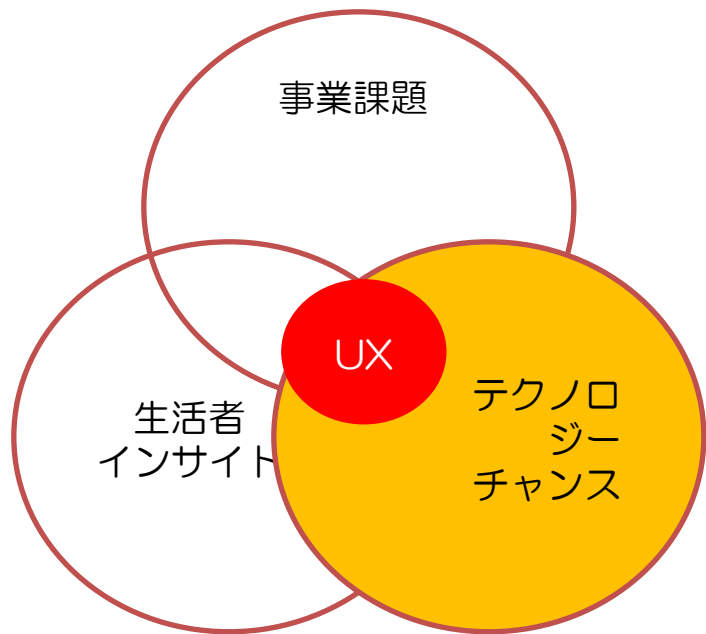 事業課題
UX
生活者
インサイト
テクノロ
ジー
チャンス